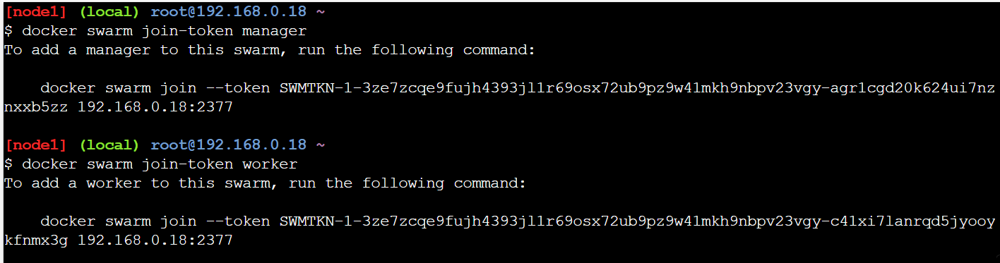 [node1] (local) root@192.168.0.18 ~
$ docker swarm join-token manager
To add a manager to this swarm, run the following command:
docker swarm join --token SWMTKN-1-3ze7zcqe9fujh4393jl1r69osx72ub9pz9w41mkh9nbpv23vgy-agr1cgd20k624ui7nz
nxxb5zz 192.168.0.18:2377
[node1] (local) root@192.168.0.18 ~
$ docker swarm join-token worker
To add a worker to this swarm, run the following command:
docker swarm join --token SWMTKN-1-3ze7zcqe9fujh4393jl1r69osx72ub9pz9w41mkh9nbpv23vgy-c41xi7lanrqd5jyooy
kfnmx3g 192.168.0.18:2377